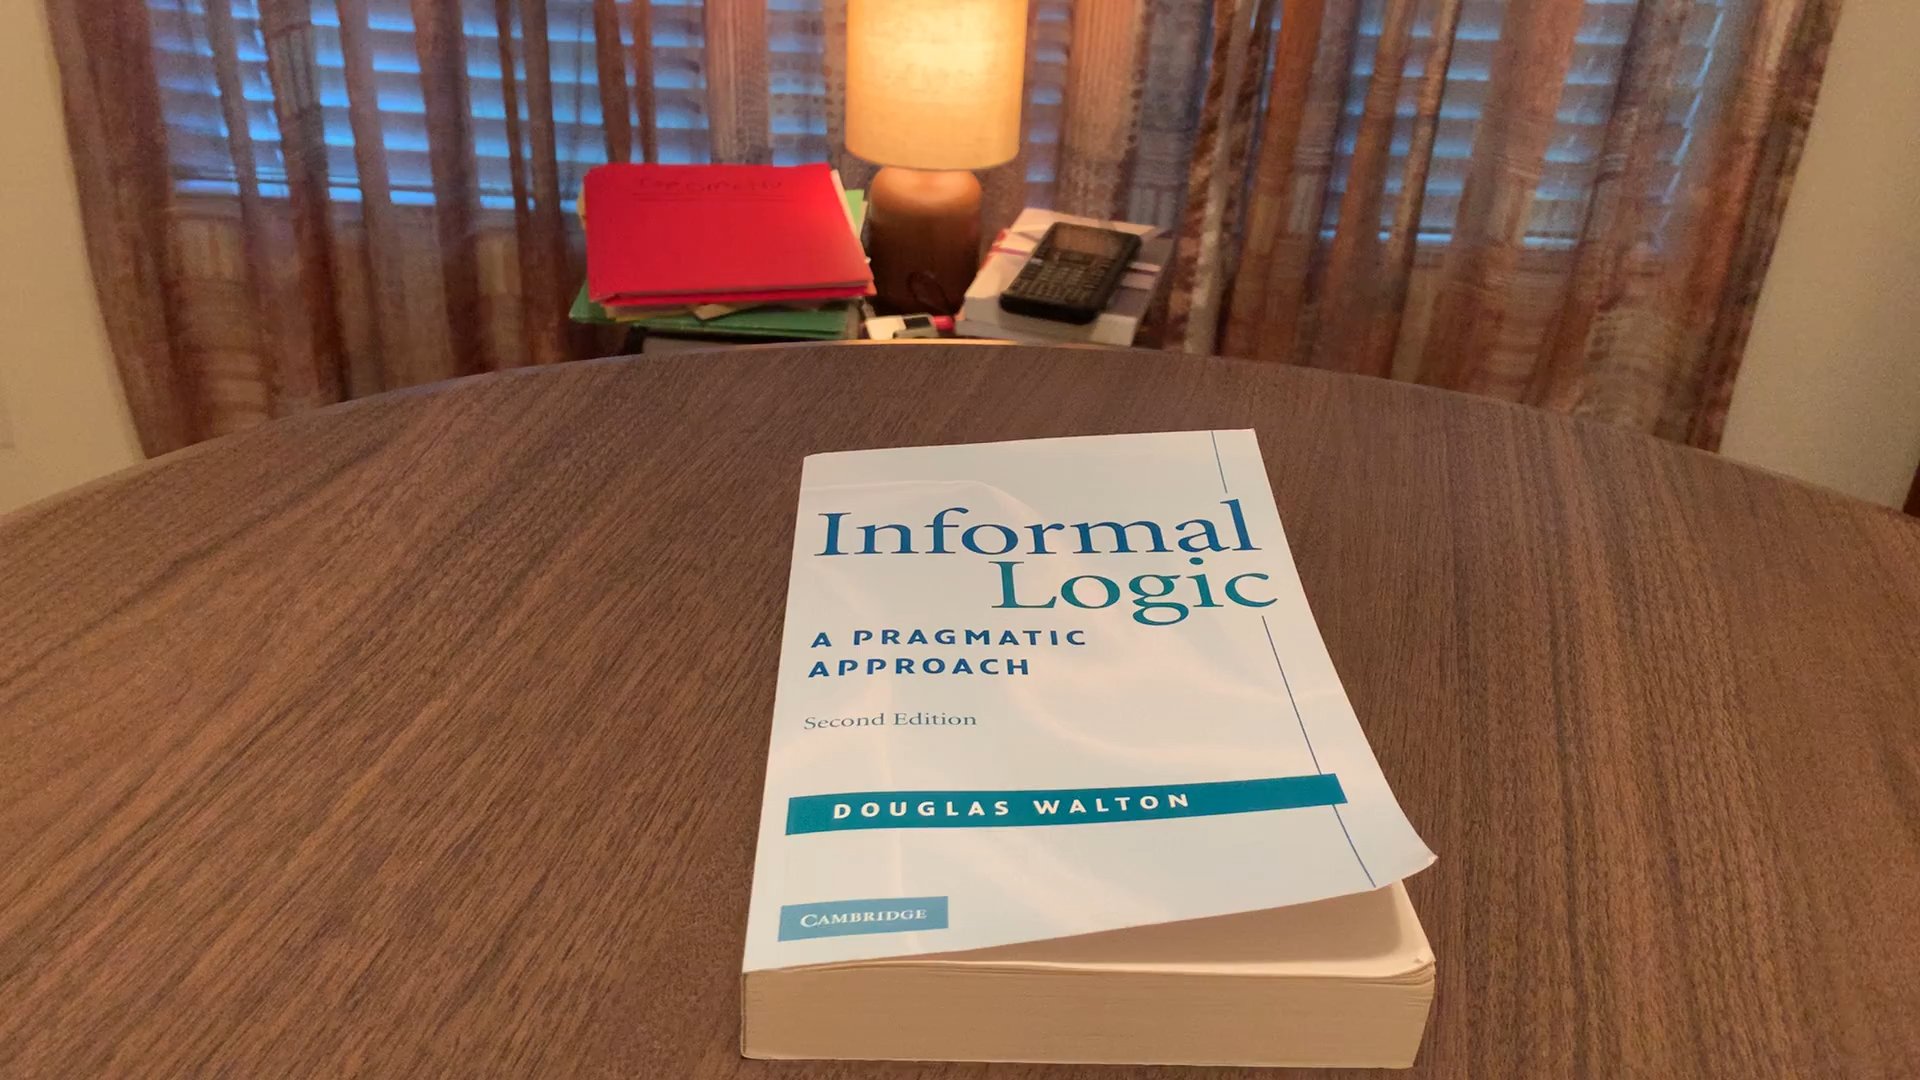 Informal
Logic
A PRAGMATIC
APPROACH
Second Edition
DOUGLAS WALTON
CAMBRIDGE